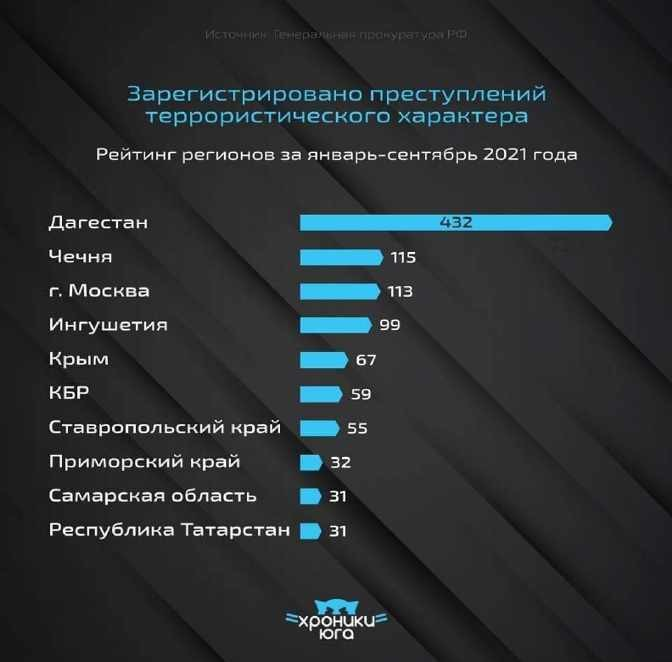 Источник: Генеральная прокуратура РФ
Зарегистрировано преступлений
террористического характера
Рейтинг регионов за январь-сентябрь 2021 года
Дагестан 432
Чечня 115
г. Москва 113
Ингушетия 99
Крым 67
КБР 59
Ставропольский край 55
Приморский край 32
Самарская область 31
Республика Татарстан 31
хроники
юга